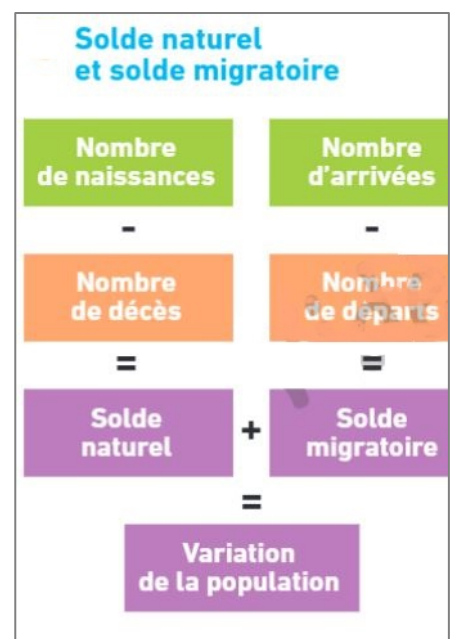 Solde naturel
et solde migratoire
Nombre
de naissances
Nombre
d'arrivées
-
-
Nombre
de décès
Nombre
de départs
=
=
Solde
naturel
+
Solde
migratoire
=
Variation
de la population